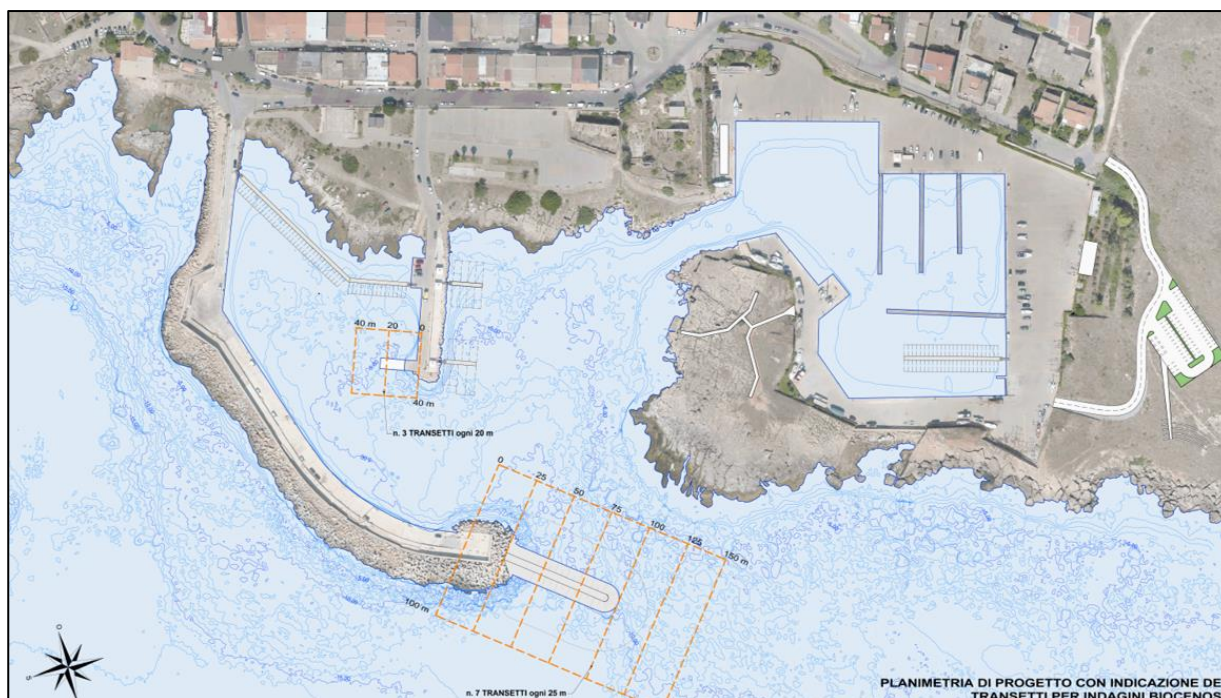 40 m 20 0
40 m
n. 3 TRANSETTI ogni 20 m
0
25
50
75
100
125
150 m
100 m
n. 7 TRANSETTI ogni 25 m
PLANIMETRIA DI PROGETTO CON INDICAZIONE DE
TRANSETTI PER INDAGINI BIOCENOS